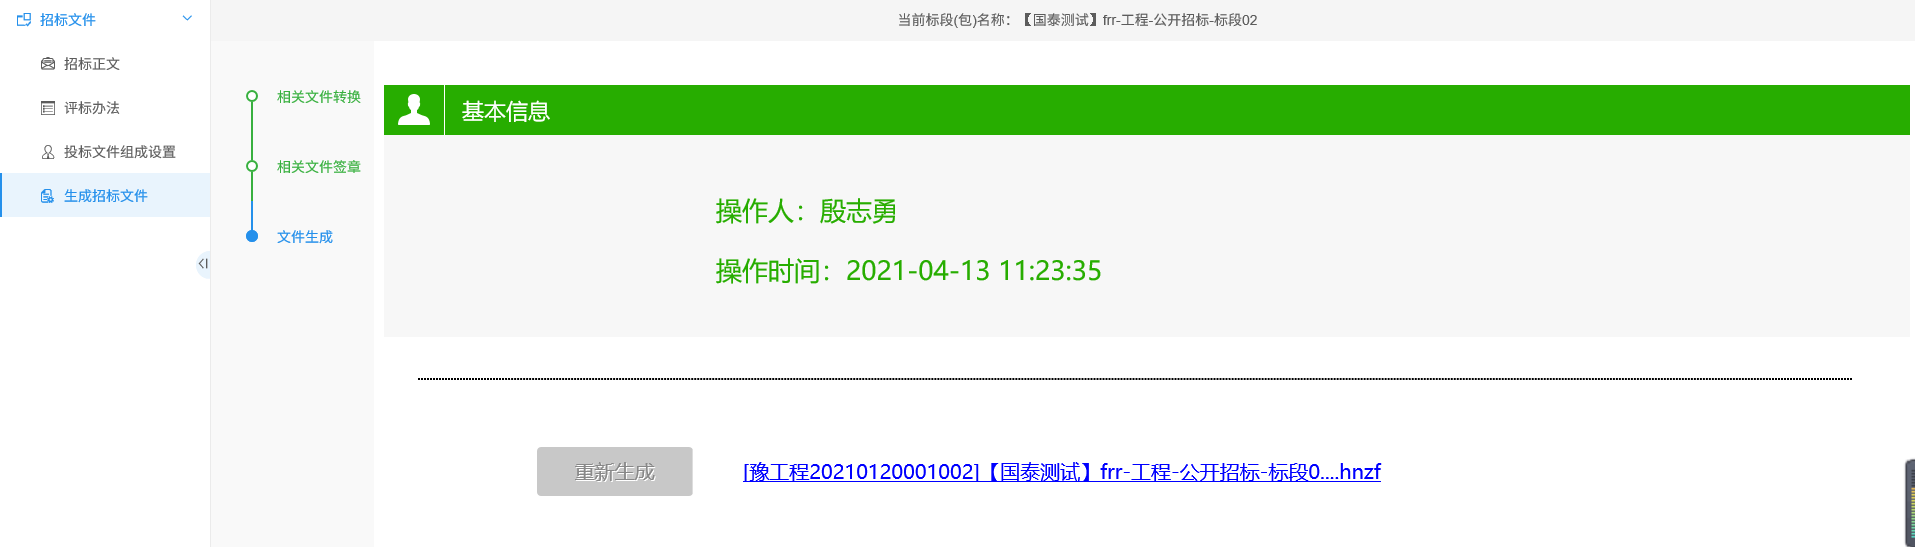 招标文件
招标正文
评标办法
投标文件组成设置
生成招标文件
当前标段(包)名称：【国泰测试】frr-工程-公开招标-标段02
相关文件转换
相关文件签章
文件生成
基本信息
操作人：殷志勇
操作时间：2021-04-13 11:23:35
重新生成
[豫工程20210120001002]【国泰测试】frr-工程-公开招标-标段0....hnzf